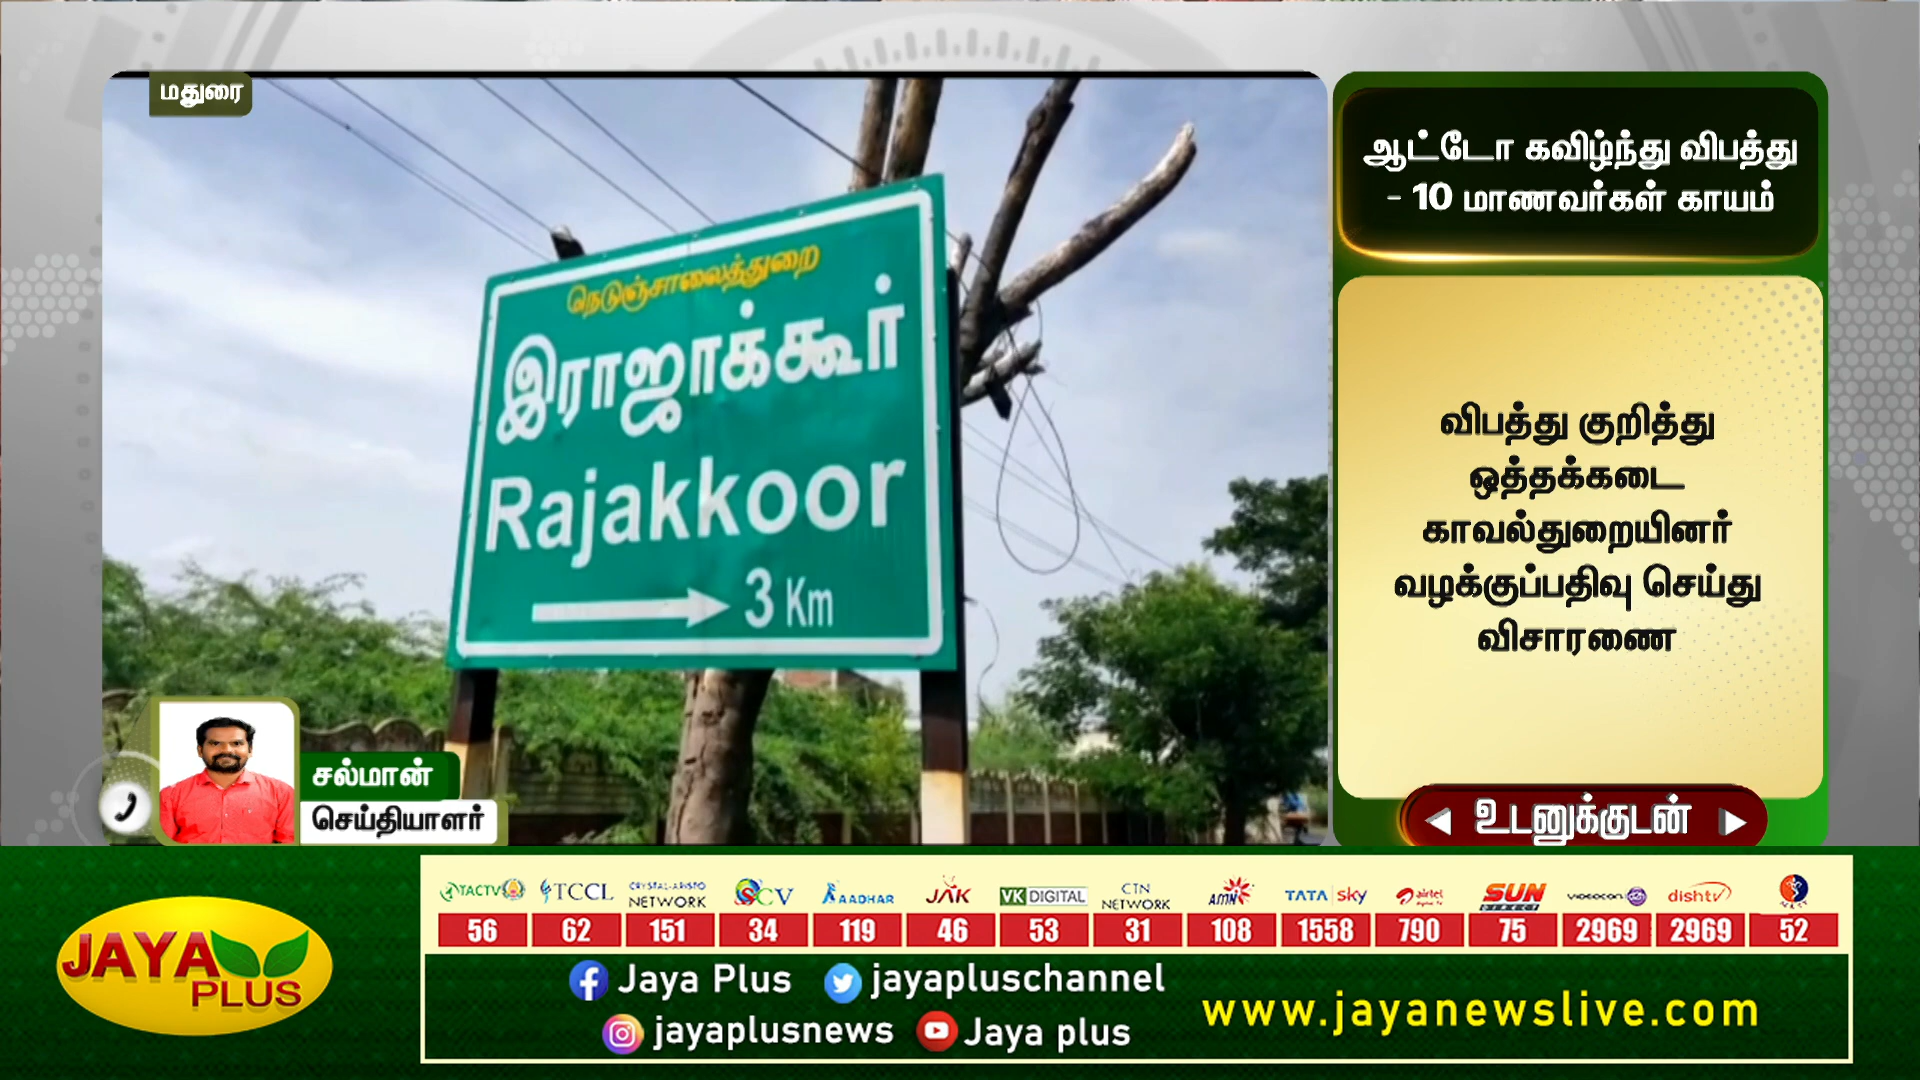 மதுரை
நெடுஞ்சாலைத்துறை
இராஜாக்கூர்
Rajakkoor
3 Km
ஆட்டோ கவிழ்ந்து விபத்து
- 10 மாணவர்கள் காயம்
விபத்து குறித்து
ஒத்தக்கடை
காவல்துறையினர்
வழக்குப்பதிவு செய்து
விசாரணை
உடனுக்குடன்
சல்மான்
செய்தியாளர்
JAYA
PLUS
TACTV TCCL CRYSTAL-ARISTO NETWORK SCV AADHAR JAK VK DIGITAL CTN NETWORK AMN TATA sky airtel SUN DIRECT videocon dishtv
56 62 151 34 119 46 53 31 108 1558 790 75 2969 2969 52
Jaya Plus jayapluschannel
jayaplusnews Jaya plus
www.jayanewslive.com